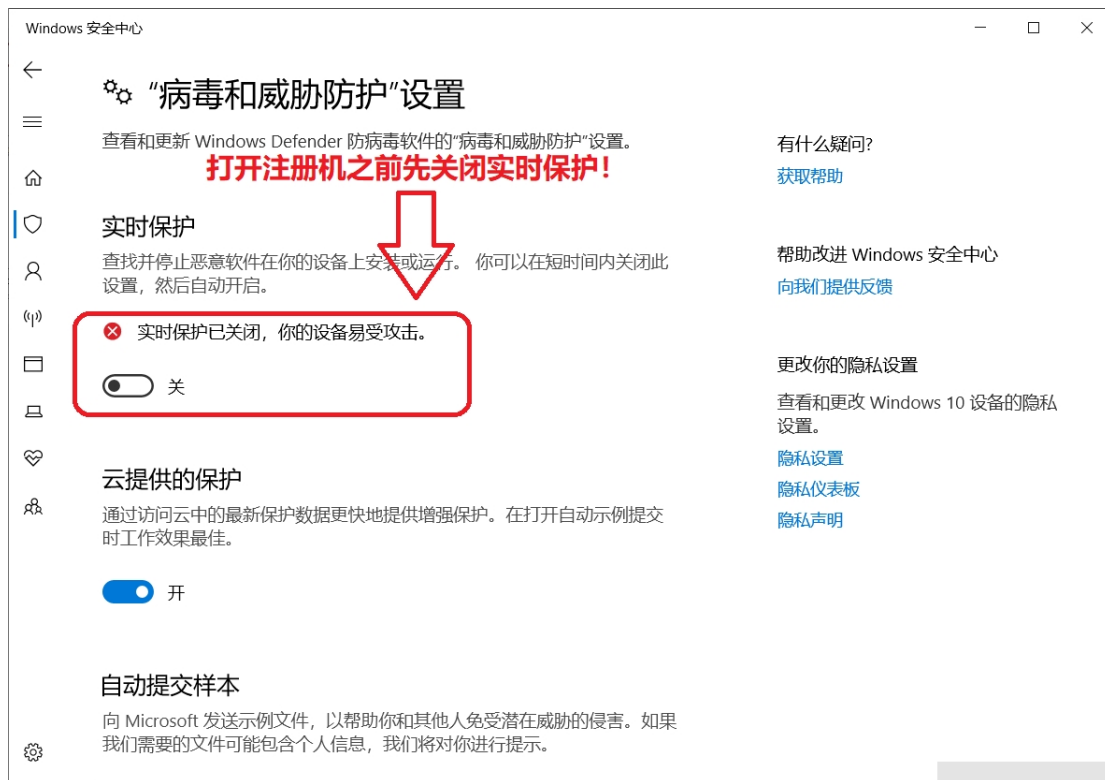 Windows 安全中心
“病毒和威胁防护”设置
查看和更新 Windows Defender 防病毒软件的“病毒和威胁防护”设置。
打开注册机之前先关闭实时保护！
实时保护
查找并停止恶意软件在你的设备上安装或运行。 你可以在短时间内关闭此
设置，然后自动开启。
实时保护已关闭，你的设备易受攻击。
关
云提供的保护
通过访问云中的最新保护数据更快地提供增强保护。在打开自动示例提交
时工作效果最佳。
开
自动提交样本
向 Microsoft 发送示例文件，以帮助你和其他人免受潜在威胁的侵害。如果
我们需要的文件可能包含个人信息，我们将对你进行提示。
有什么疑问?
获取帮助
帮助改进 Windows 安全中心
向我们提供反馈
更改你的隐私设置
查看和更改 Windows 10 设备的隐私
设置。
隐私设置
隐私仪表板
隐私声明